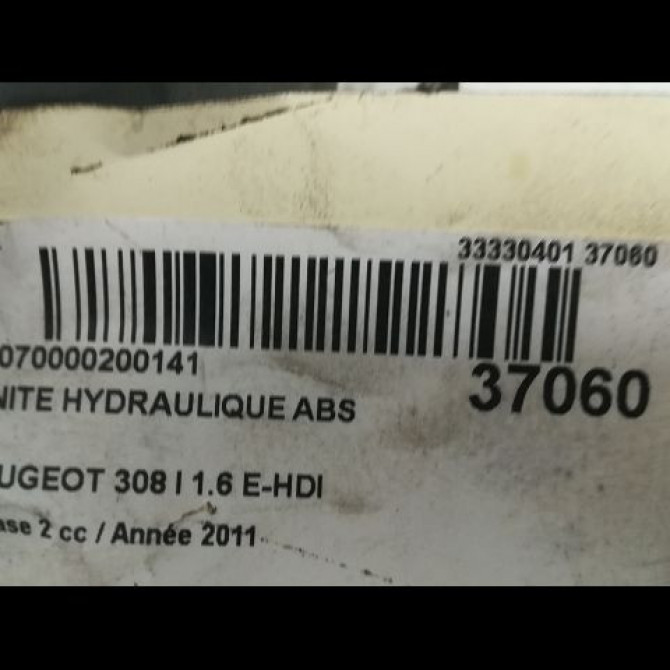 33330401 37060
070000200141
37060
NITE HYDRAULIQUE ABS
UGEOT 308 I 1.6 E-HDI
ase 2 cc / Année 2011